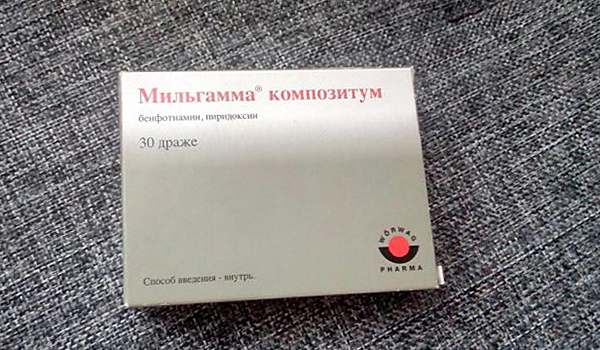 Мильгамма® композитум
бенфотиамин, пиридоксин
30 драже
WÖRWAG
PHARMA
Способ введения - внутрь.